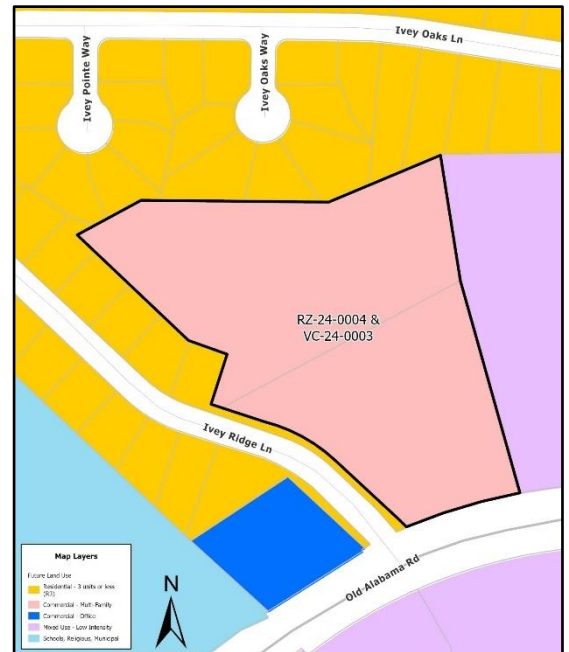 Ivey Oaks Ln
Ivey Pointe Way
Ivey Oaks Way
RZ-24-0004 &
VC-24-0003
Ivey Ridge Ln
Old Alabama Rd
Map Layers
Future Land Use
Residential - 3 units or less
(R3)
Commercial - Multi-Family
Commercial - Office
Mixed Use - Low Intensity
Schools, Religious, Municipal
N